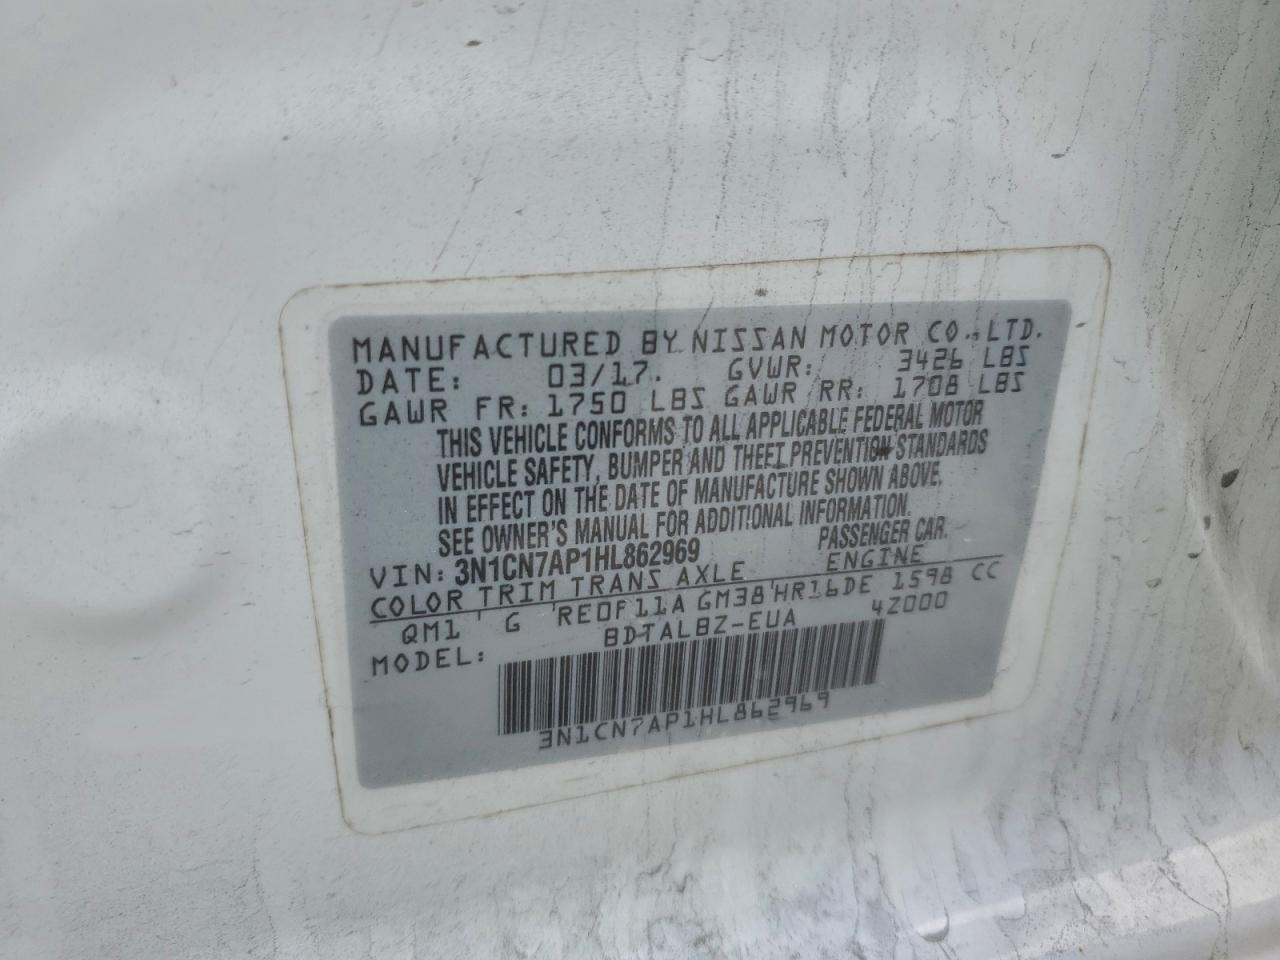 MANUFACTURED BY NISSAN MOTOR CO., LTD.
DATE: 03/17. GVWR: 3426 LBS
GAWR FR: 1750 LBS GAWR RR: 1708 LBS
THIS VEHICLE CONFORMS TO ALL APPLICABLE FEDERAL MOTOR
VEHICLE SAFETY, BUMPER AND THEFT PREVENTION STANDARDS
IN EFFECT ON THE DATE OF MANUFACTURE SHOWN ABOVE.
SEE OWNER'S MANUAL FOR ADDITIONAL INFORMATION.
VIN: 3N1CN7AP1HL862969 PASSENGER CAR.
COLOR TRIM TRANS AXLE ENGINE
QM1 ' G 'RE0F11A GM38'HR16DE 1598 CC
MODEL: BDTALBZ-EUA 4Z000
3N1CN7AP1HL862969